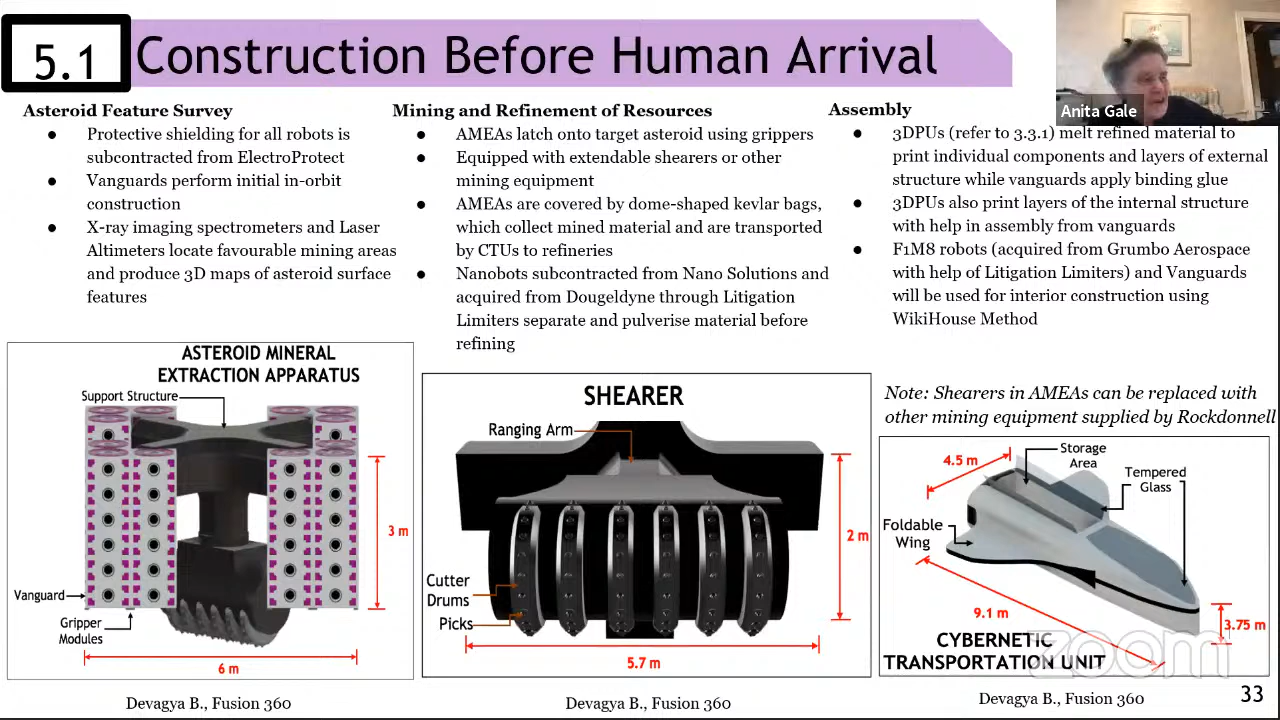 5.1
Construction Before Human Arrival
Anita Gale
Asteroid Feature Survey
● Protective shielding for all robots is
subcontracted from ElectroProtect
● Vanguards perform initial in-orbit
construction
● X-ray imaging spectrometers and Laser
Altimeters locate favourable mining areas
and produce 3D maps of asteroid surface
features
Mining and Refinement of Resources
● AMEAs latch onto target asteroid using grippers
● Equipped with extendable shearers or other
mining equipment
● AMEAs are covered by dome-shaped kevlar bags,
which collect mined material and are transported
by CTUs to refineries
● Nanobots subcontracted from Nano Solutions and
acquired from Dougeldyne through Litigation
Limiters separate and pulverise material before
refining
Assembly
● 3DPUs (refer to 3.3.1) melt refined material to
print individual components and layers of external
structure while vanguards apply binding glue
● 3DPUs also print layers of the internal structure
with help in assembly from vanguards
● F1M8 robots (acquired from Grumbo Aerospace
with help of Litigation Limiters) and Vanguards
will be used for interior construction using
WikiHouse Method
Note: Shearers in AMEAs can be replaced with
other mining equipment supplied by Rockdonnell
ASTEROID MINERAL
EXTRACTION APPARATUS
Support Structure
3 m
Vanguard
Gripper
Modules
6 m
Devagya B., Fusion 360
SHEARER
Ranging Arm
2 m
Cutter
Drums
Picks
5.7 m
Devagya B., Fusion 360
Storage
Area
4.5 m
Tempered
Glass
Foldable
Wing
9.1 m
3.75 m
CYBERNETIC
TRANSPORTATION UNIT
zoom
Devagya B., Fusion 360
33